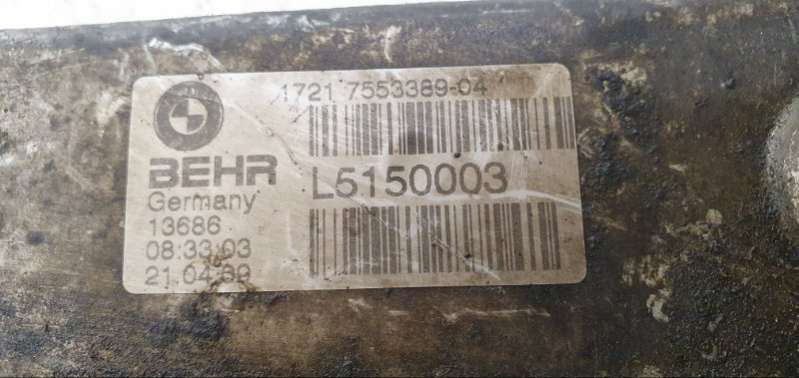 1721 7553389-04
BEHR
L5150003
Germany
13686
08:33:03
21.04.09